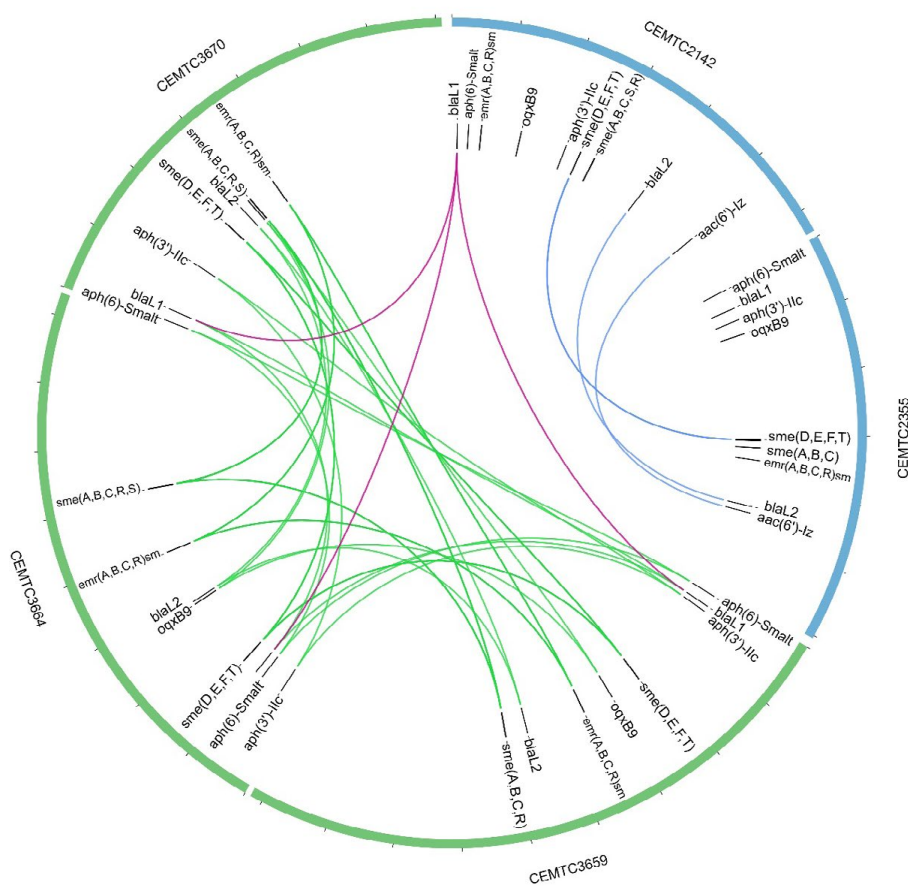 CEMTC2142
blaL1
aph(6)-Smalt
emr(A,B,C,R)sm
oqxB9
aph(3')-IIc
sme(D,E,F,T)
sme(A,B,C,S,R)
blaL2
aac(6')-Iz
CEMTC2355
aph(6)-Smalt
blaL1
aph(3')-IIc
oqxB9
sme(D,E,F,T)
sme(A,B,C)
emr(A,B,C,R)sm
blaL2
aac(6')-Iz
CEMTC3659
aph(6)-Smalt
blaL1
aph(3')-IIc
sme(D,E,F,T)
oqxB9
emr(A,B,C,R)sm
blaL2
sme(A,B,C,R)
CEMTC3664
aph(3')-IIc
aph(6)-Smalt
sme(D,E,F,T)
oqxB9
blaL2
emr(A,B,C,R)sm
sme(A,B,C,R,S)
CEMTC3670
aph(6)-Smalt
blaL1
aph(3')-IIc
sme(D,E,F,T)
blaL2
sme(A,B,C,R,S)
emr(A,B,C,R)sm